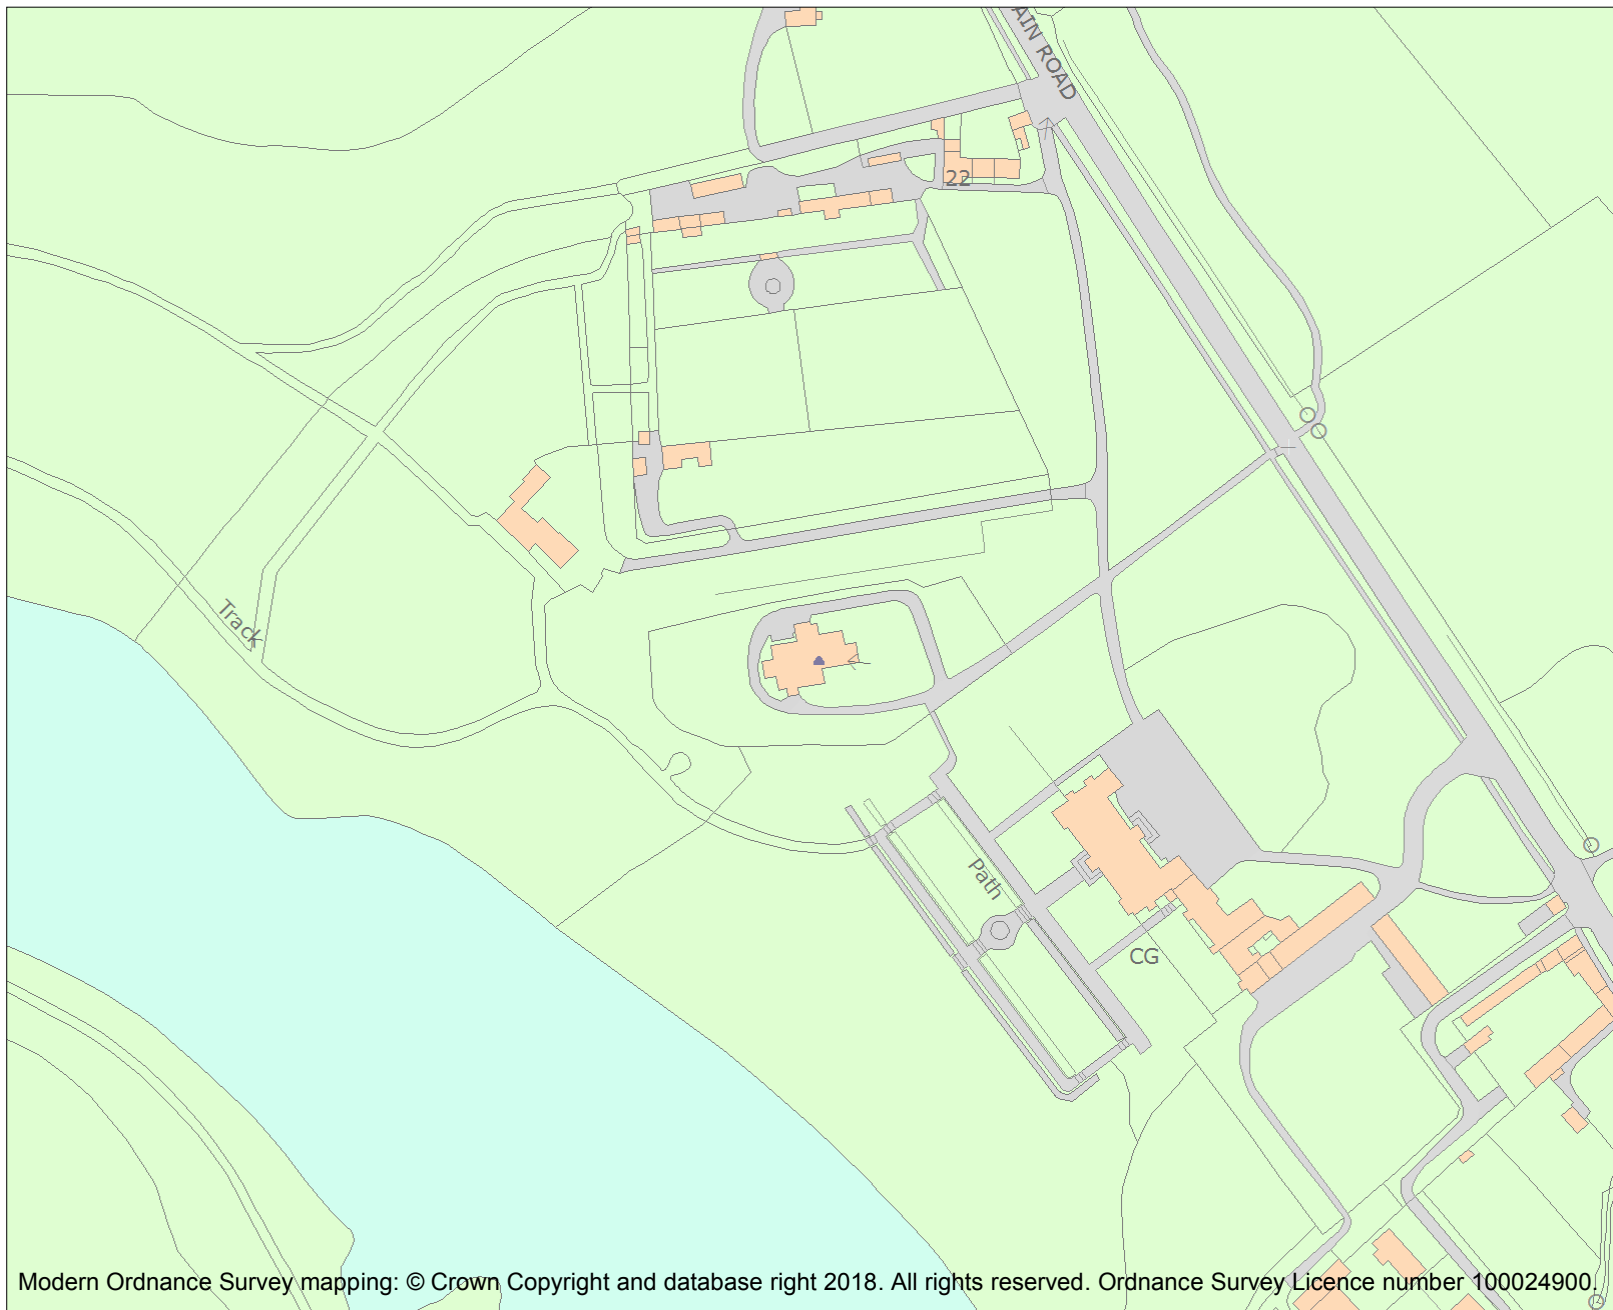 AIN ROAD
22
Track
Path
CG
Modern Ordnance Survey mapping: © Crown Copyright and database right 2018. All rights reserved. Ordnance Survey Licence number 100024900.